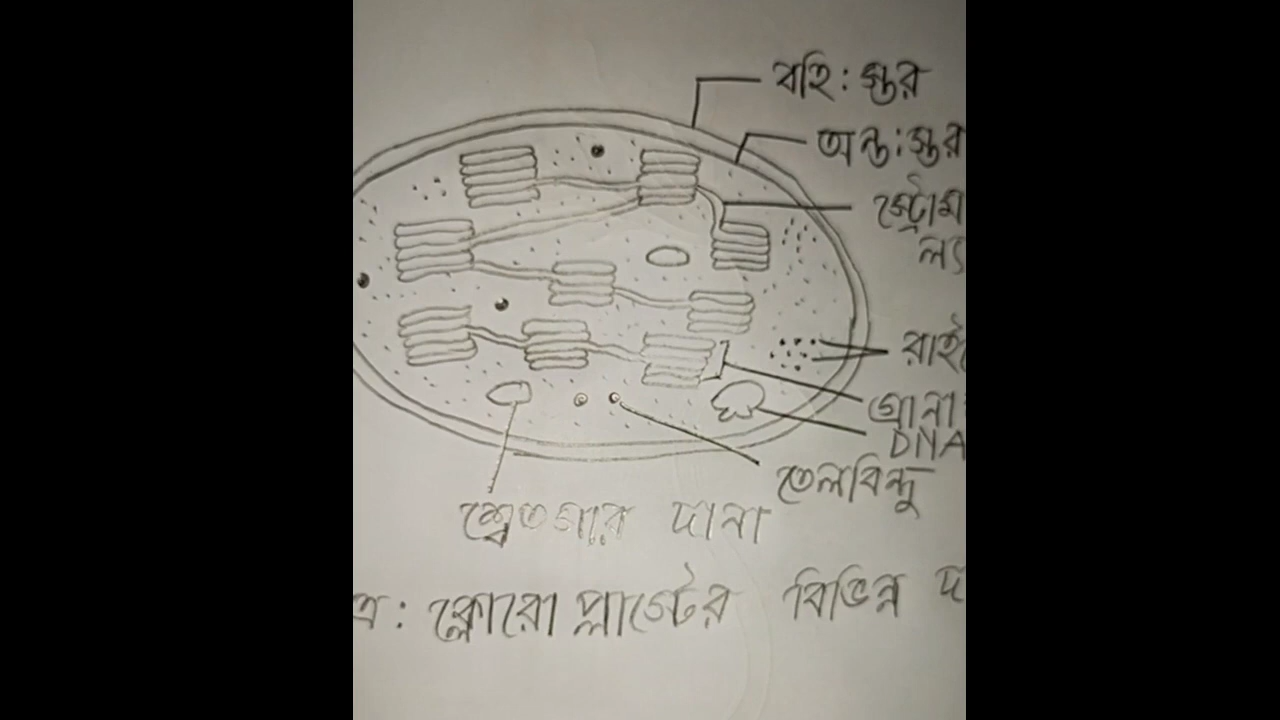 বহি: স্তর
অন্ত:স্তর
স্ট্রোম
ল্য
রাই
গ্রানা
DNA
তেলবিন্দু
শ্বেতসার দানা
ত্র: ক্লোরোপ্লাস্টের বিভিন্ন